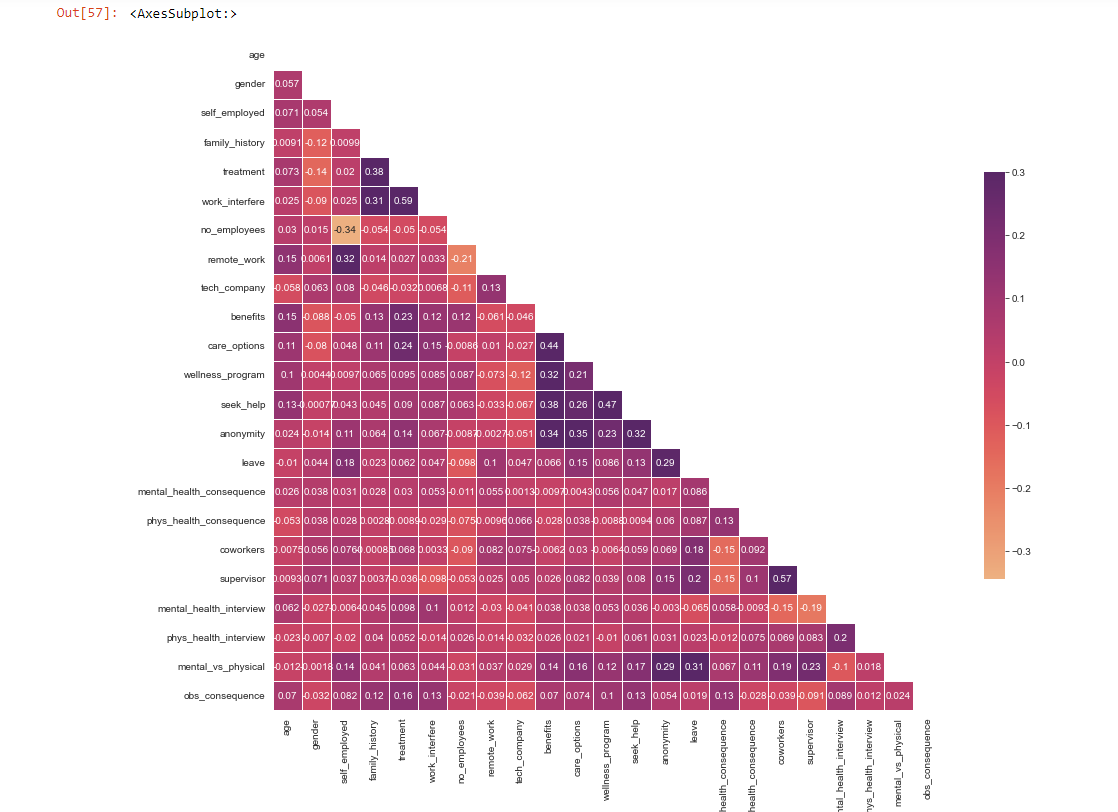 Out[57]: <AxesSubplot:>
age
gender 0.057
self_employed 0.071 0.054
family_history 0.0091 -0.12 0.0099
treatment 0.073 -0.14 0.02 0.38
work_interfere 0.025 -0.09 0.025 0.31 0.59
no_employees 0.03 0.015 -0.34 -0.054 -0.05 -0.054
remote_work 0.15 0.0061 0.32 0.014 0.027 0.033 -0.21
tech_company -0.058 0.063 0.08 -0.046 -0.032 0.0068 -0.11 0.13
benefits 0.15 -0.088 -0.05 0.13 0.23 0.12 0.12 -0.061 -0.046
care_options 0.11 -0.08 0.048 0.11 0.24 0.15 -0.0086 0.01 -0.027 0.44
wellness_program 0.1 0.0044 0.0097 0.065 0.095 0.085 0.087 -0.073 -0.12 0.32 0.21
seek_help 0.13 -0.00077 0.043 0.045 0.09 0.087 0.063 -0.033 -0.067 0.38 0.26 0.47
anonymity 0.024 -0.014 0.11 0.064 0.14 0.067 -0.0087 0.0027 -0.051 0.34 0.35 0.23 0.32
leave -0.01 0.044 0.18 0.023 0.062 0.047 -0.098 0.1 0.047 0.066 0.15 0.086 0.13 0.29
mental_health_consequence 0.026 0.038 0.031 0.028 0.03 0.053 -0.011 0.055 0.0013 -0.0097 0.0043 0.056 0.047 0.017 0.086
phys_health_consequence -0.053 0.038 0.028 0.0028 0.0089 -0.029 -0.075 0.0096 0.066 -0.028 0.038 -0.0088 0.0094 0.06 0.087 0.13
coworkers 0.0075 0.056 0.076 0.068 0.0033 -0.09 0.082 0.075 -0.0062 0.03 -0.0064 0.059 0.069 0.18 -0.15 0.092
supervisor 0.0093 0.071 0.037 0.0037 -0.036 -0.098 -0.053 0.025 0.05 0.026 0.082 0.039 0.08 0.15 0.2 -0.15 0.1 0.57
mental_health_interview 0.062 -0.027 -0.0064 0.045 0.098 0.1 0.012 -0.03 -0.041 0.038 0.038 0.053 0.036 -0.003 -0.065 0.058 -0.0093 -0.15 -0.19
phys_health_interview -0.023 -0.007 -0.02 0.04 0.052 -0.014 0.026 -0.014 -0.032 0.026 0.021 -0.01 0.061 0.031 0.023 -0.012 0.075 0.069 0.083 0.2
mental_vs_physical -0.012 -0.0018 0.14 0.041 0.063 0.044 -0.031 0.037 0.029 0.14 0.16 0.12 0.17 0.29 0.31 0.067 0.11 0.19 0.23 -0.1 0.018
obs_consequence 0.07 -0.032 0.082 0.12 0.16 0.13 -0.021 -0.039 -0.062 0.07 0.074 0.1 0.13 0.054 0.019 0.13 -0.028 -0.039 -0.091 0.089 0.012 0.024
age
gender
self_employed
family_history
treatment
work_interfere
no_employees
remote_work
tech_company
benefits
care_options
wellness_program
seek_help
anonymity
leave
health_consequence
health_consequence
coworkers
supervisor
ntal_health_interview
hys_health_interview
mental_vs_physical
obs_consequence
0.3
0.2
0.1
0.0
-0.1
-0.2
-0.3